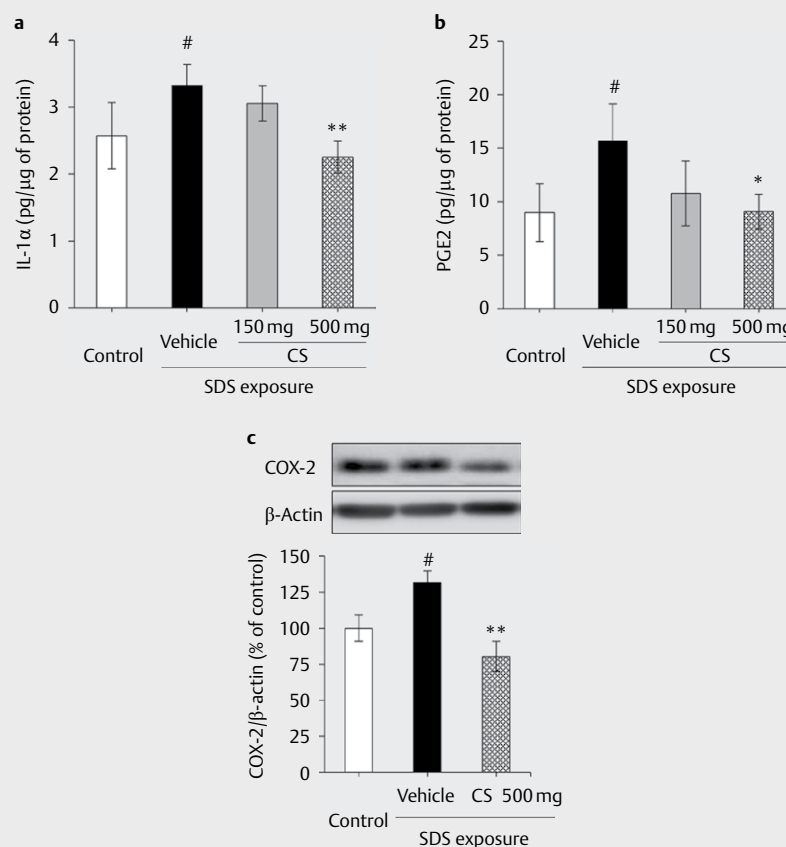 a
IL-1α (pg/µg of protein)
4
3
2
1
0
#
**
150 mg 500 mg
Control Vehicle CS
SDS exposure
b
PGE2 (pg/µg of protein)
25
20
15
10
5
0
#
*
150 mg 500 mg
Control Vehicle CS
SDS exposure
c
COX-2
β-Actin
COX-2/β-actin (% of control)
150
125
100
75
50
25
0
#
**
Vehicle CS 500 mg
Control
SDS exposure